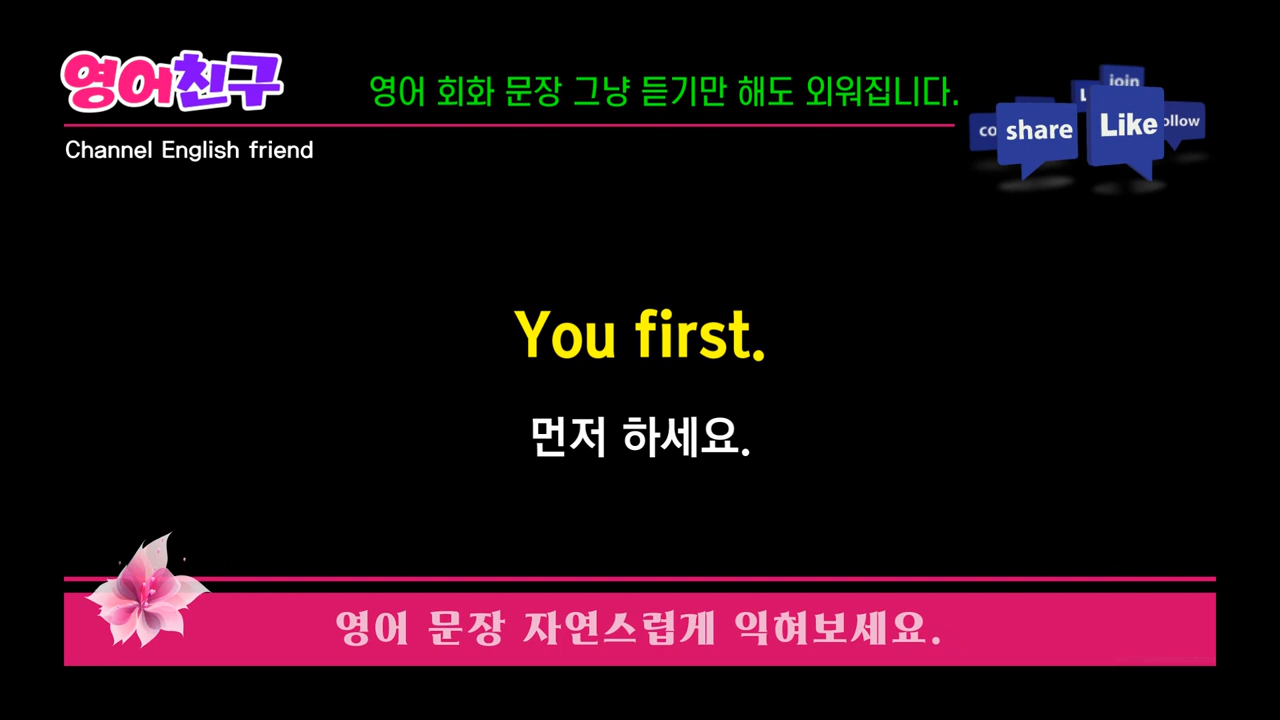 영어친구
영어 회화 문장 그냥 듣기만 해도 외워집니다.
Channel English friend
join
share
Like
You first.
먼저 하세요.
영어 문장 자연스럽게 익혀보세요.